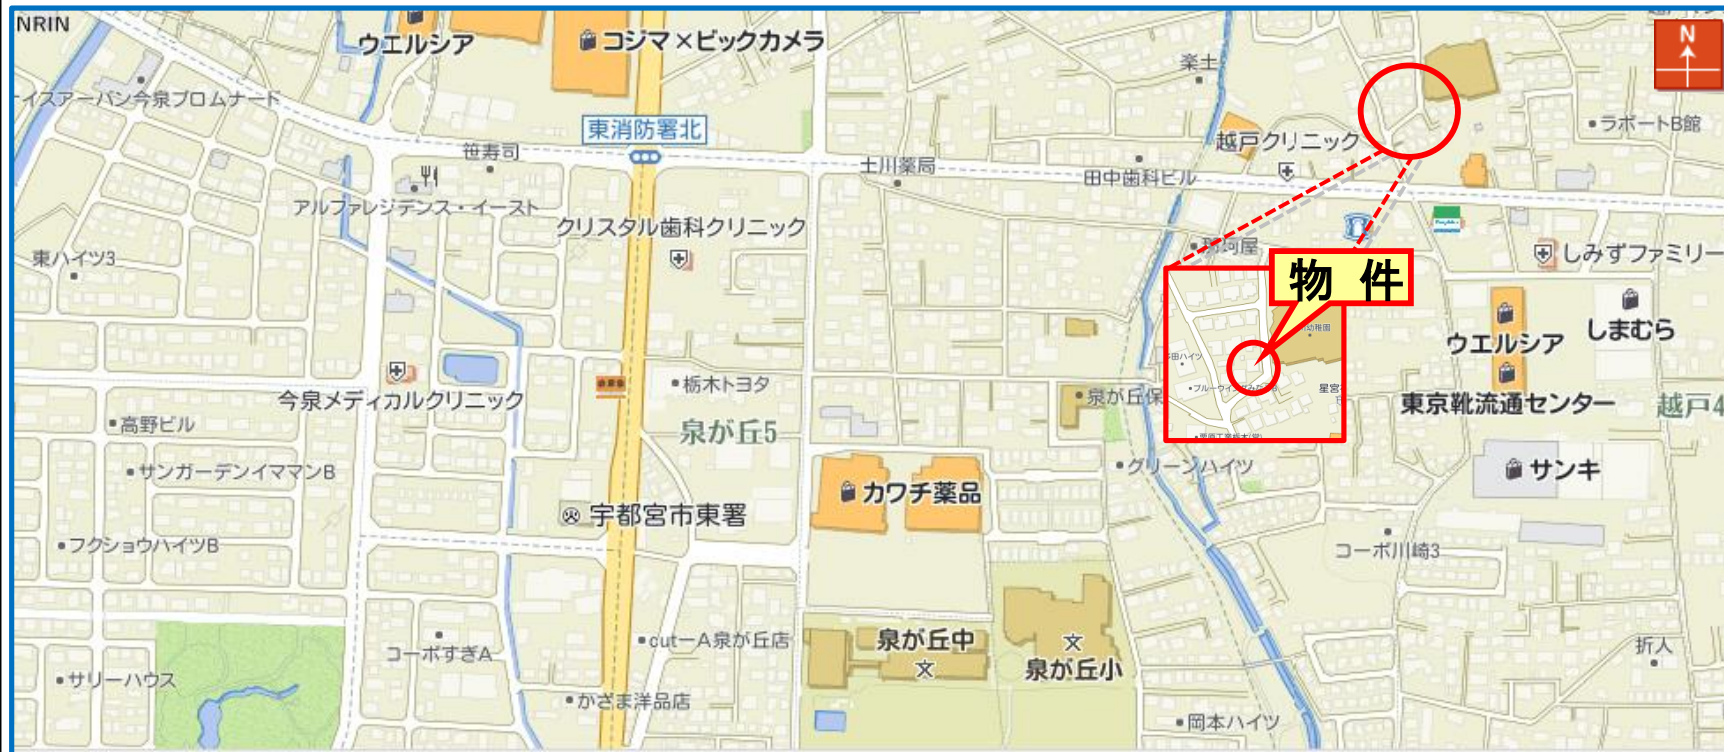 NRIN
ウエルシア
コジマ×ビックカメラ
N
楽土
イスアーバン今泉プロムナード
東消防署北
ラポートB館
笹寿司
越戸クリニック
土川薬局
田中歯科ビル
アルファレジデンス・イースト
クリスタル歯科クリニック
東ハイツ3
しみずファミリー
物 件
しまむら
幼稚園
ウエルシア
栃木トヨタ
今泉メディカルクリニック
泉が丘保
東京靴流通センター
越戸4
高野ビル
泉が丘5
サンガーデンイママンB
グリーンハイツ
サンキ
カワチ薬品
宇都宮市東署
フクショウハイツB
コーポ川崎3
cutーA泉が丘店
泉が丘中
文
文
泉が丘小
折人
コーポすぎA
サリーハウス
かざま洋品店
岡本ハイツ